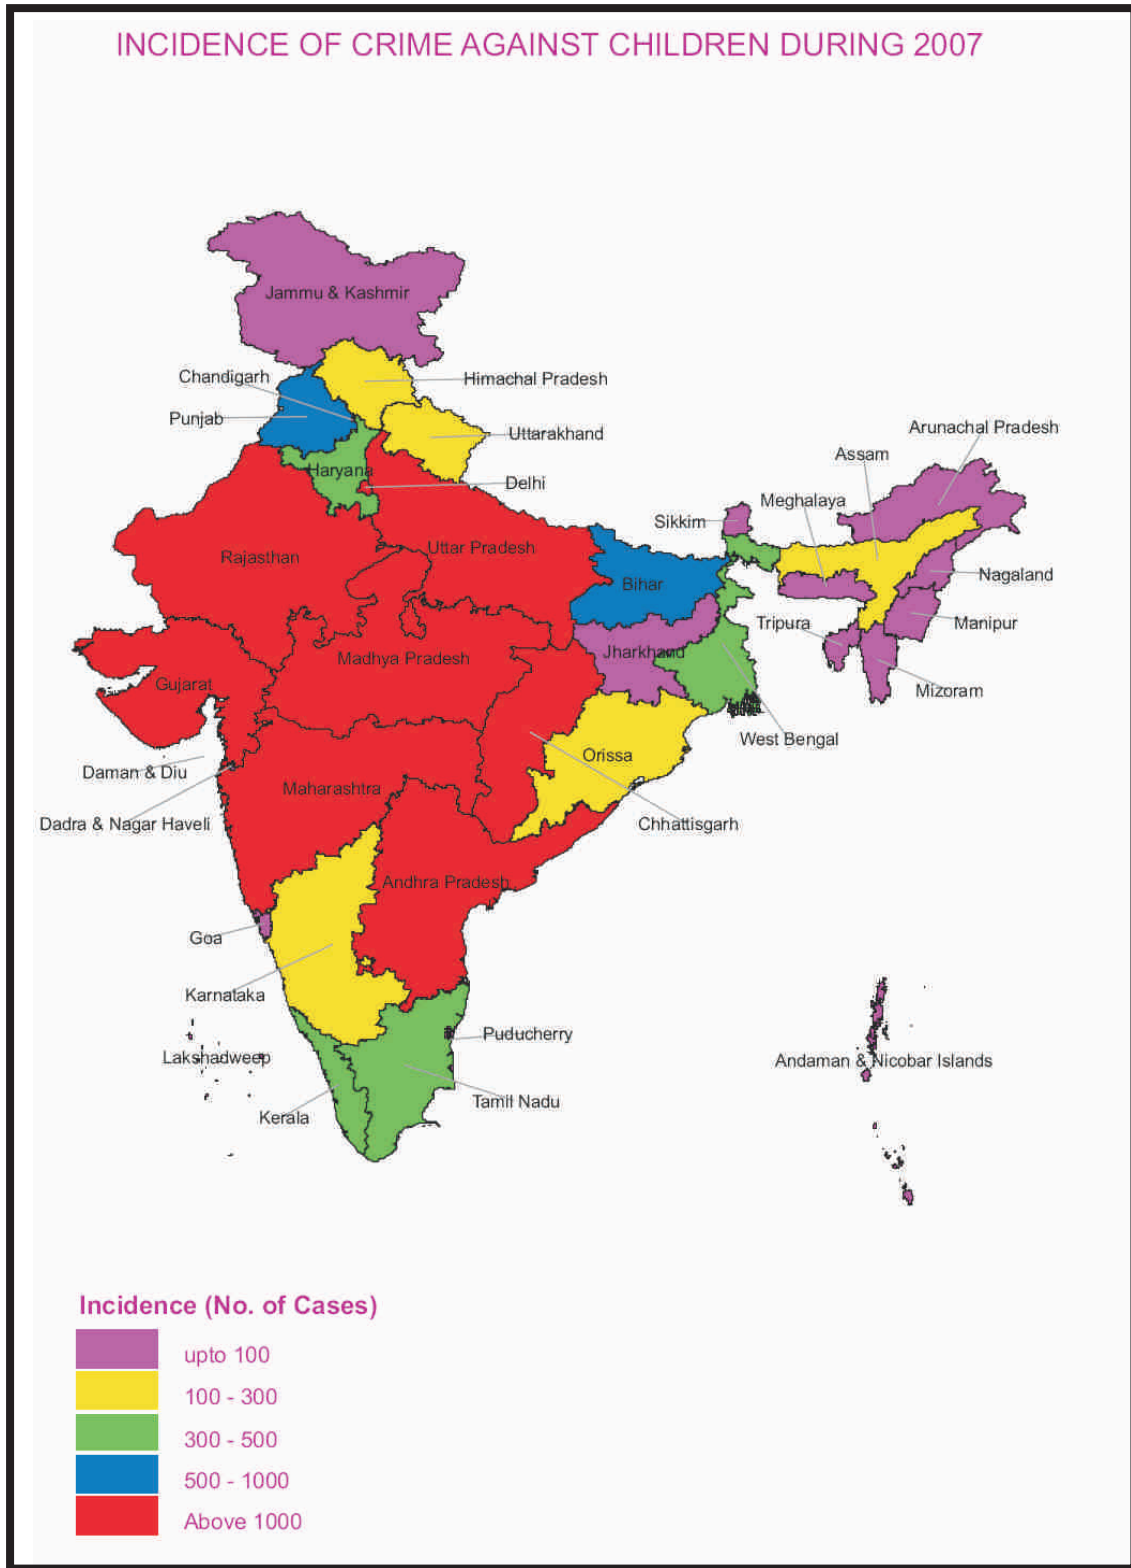 INCIDENCE OF CRIME AGAINST CHILDREN DURING 2007
Jammu & Kashmir
Chandigarh
Himachal Pradesh
Punjab
Uttarakhand
Arunachal Pradesh
Assam
Haryana
Delhi
Meghalaya
Sikkim
Uttar Pradesh
Rajasthan
Bihar
Nagaland
Tripura
Manipur
Jharkhand
Madhya Pradesh
Gujarat
Mizoram
West Bengal
Orissa
Daman & Diu
Maharashtra
Dadra & Nagar Haveli
Chhattisgarh
Andhra Pradesh
Goa
Karnataka
Puducherry
Lakshadweep
Andaman & Nicobar Islands
Tamil Nadu
Kerala
Incidence (No. of Cases)
upto 100
100 - 300
300 - 500
500 - 1000
Above 1000